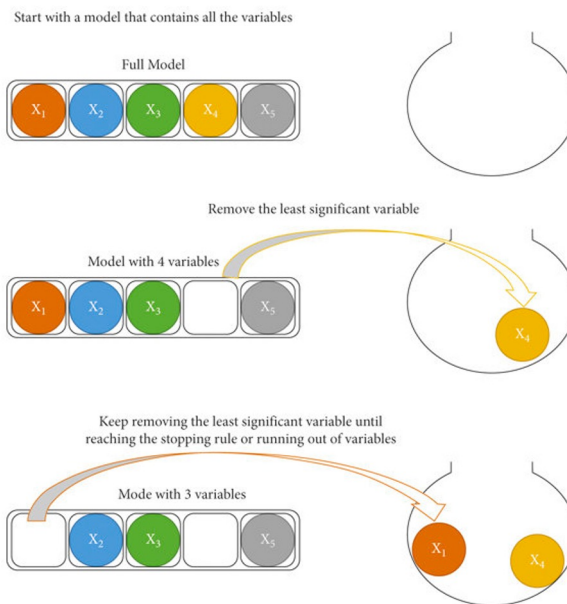 Start with a model that contains all the variables
Full Model
X1 X2 X3 X4 X5
Remove the least significant variable
Model with 4 variables
X1 X2 X3 X5
X4
Keep removing the least significant variable until
reaching the stopping rule or running out of variables
Mode with 3 variables
X2 X3 X5
X1 X4